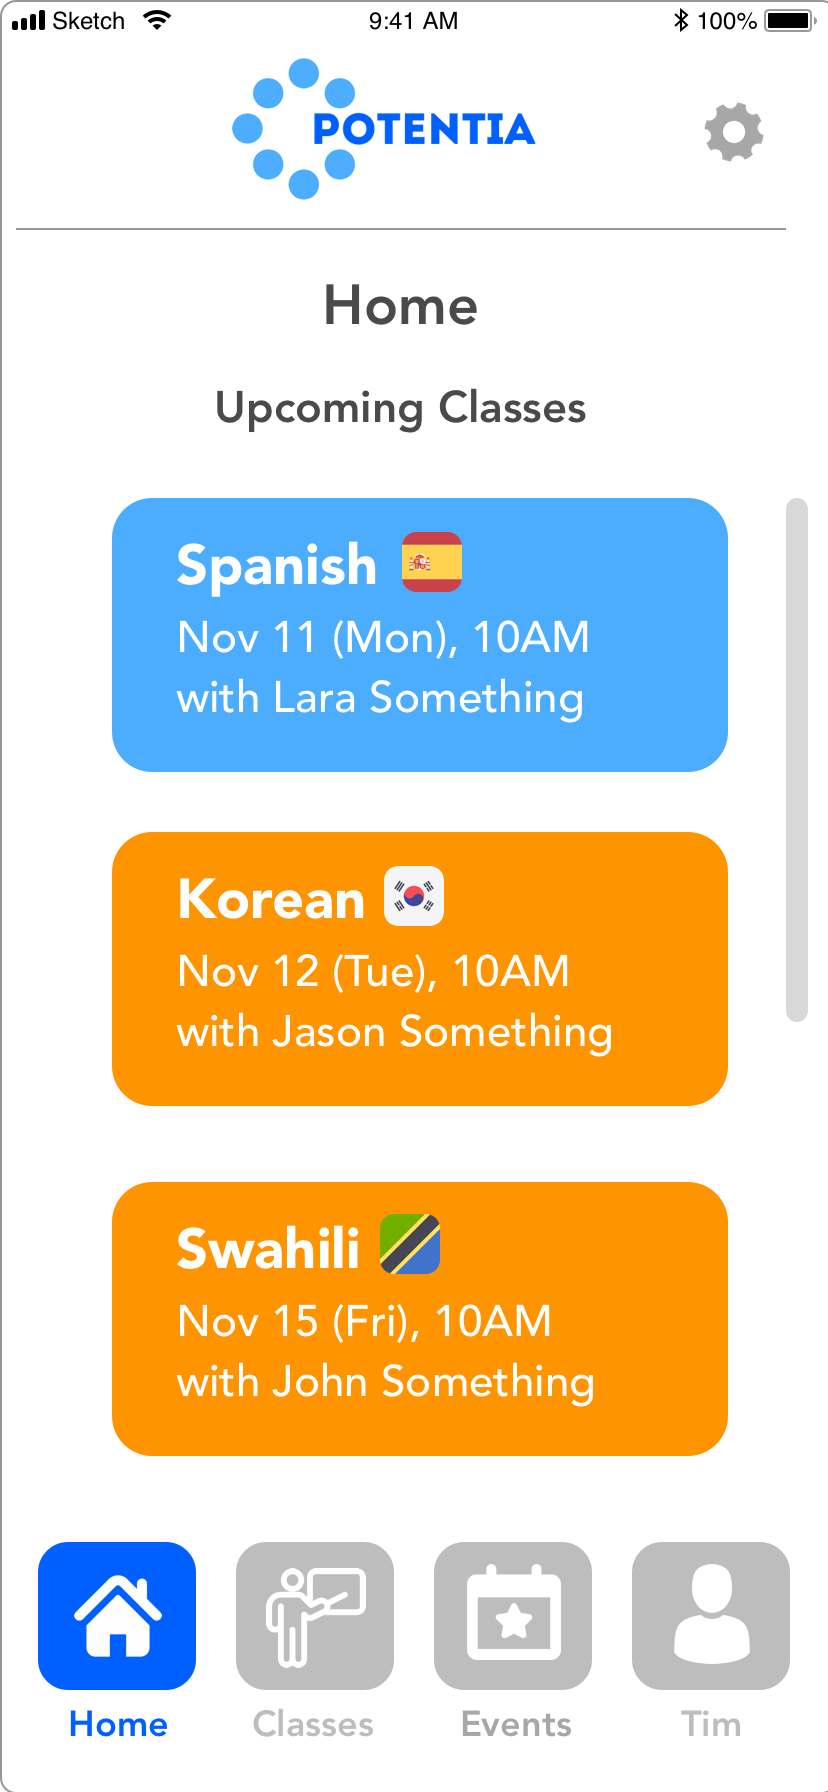 Sketch 9:41 AM 100%
POTENTIA
Home
Upcoming Classes
Spanish
Nov 11 (Mon), 10AM
with Lara Something
Korean
Nov 12 (Tue), 10AM
with Jason Something
Swahili
Nov 15 (Fri), 10AM
with John Something
Home Classes Events Tim